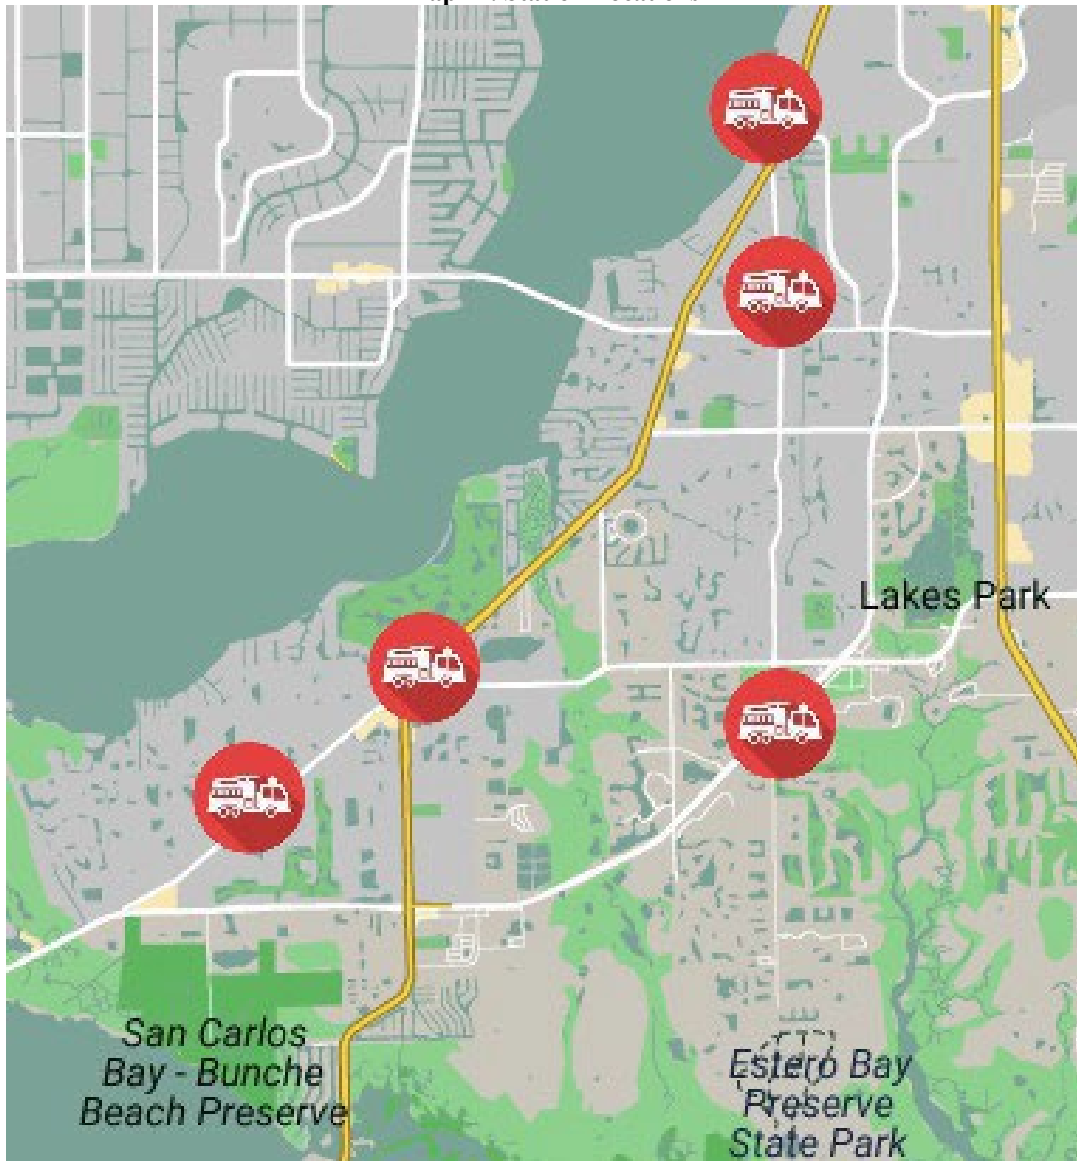 Lakes Park
San Carlos
Bay - Bunche
Beach Preserve
Estero Bay
Preserve
State Park